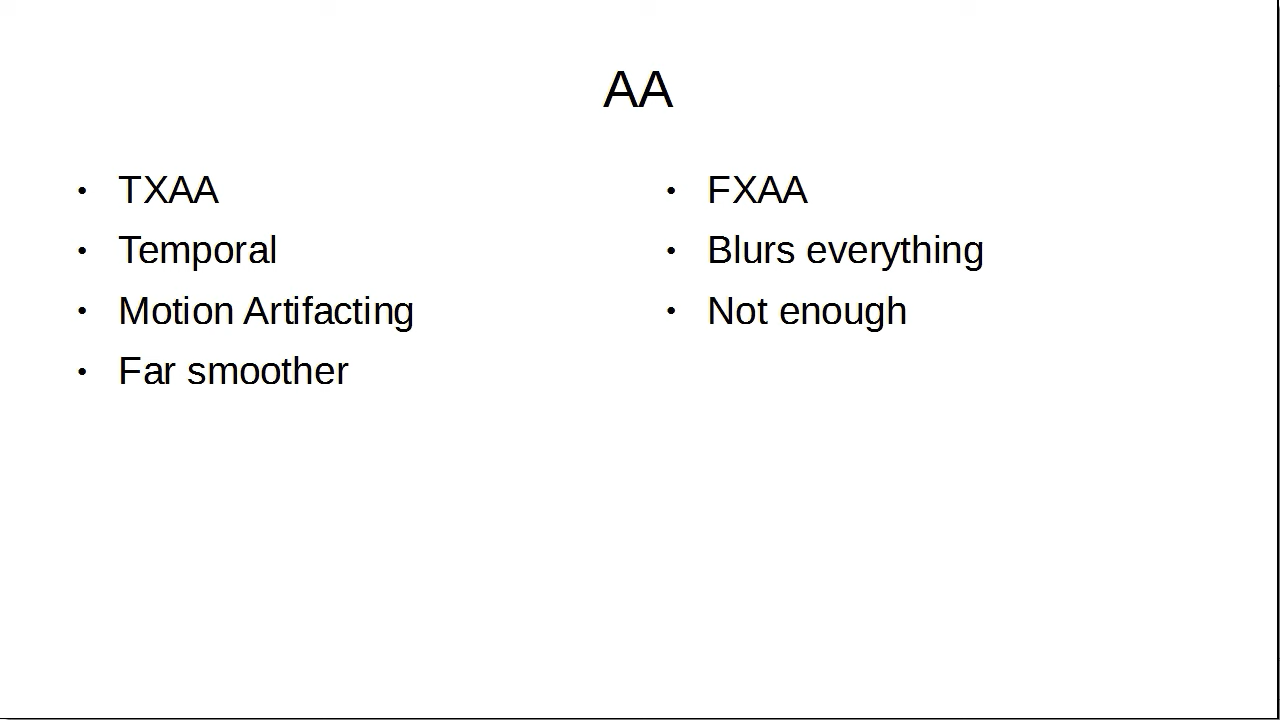 AA
• TXAA
• Temporal
• Motion Artifacting
• Far smoother
• FXAA
• Blurs everything
• Not enough